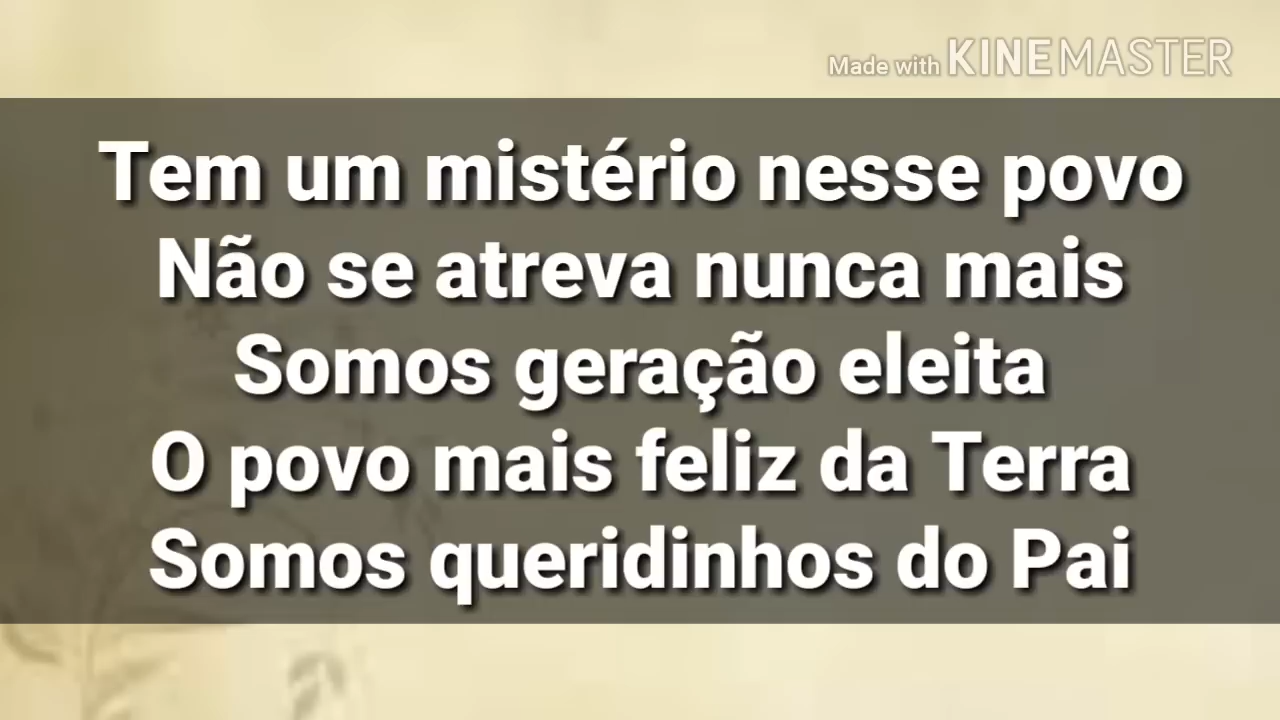 Made with KINEMASTER
Tem um mistério nesse povo
Não se atreva nunca mais
Somos geração eleita
O povo mais feliz da Terra
Somos queridinhos do Pai